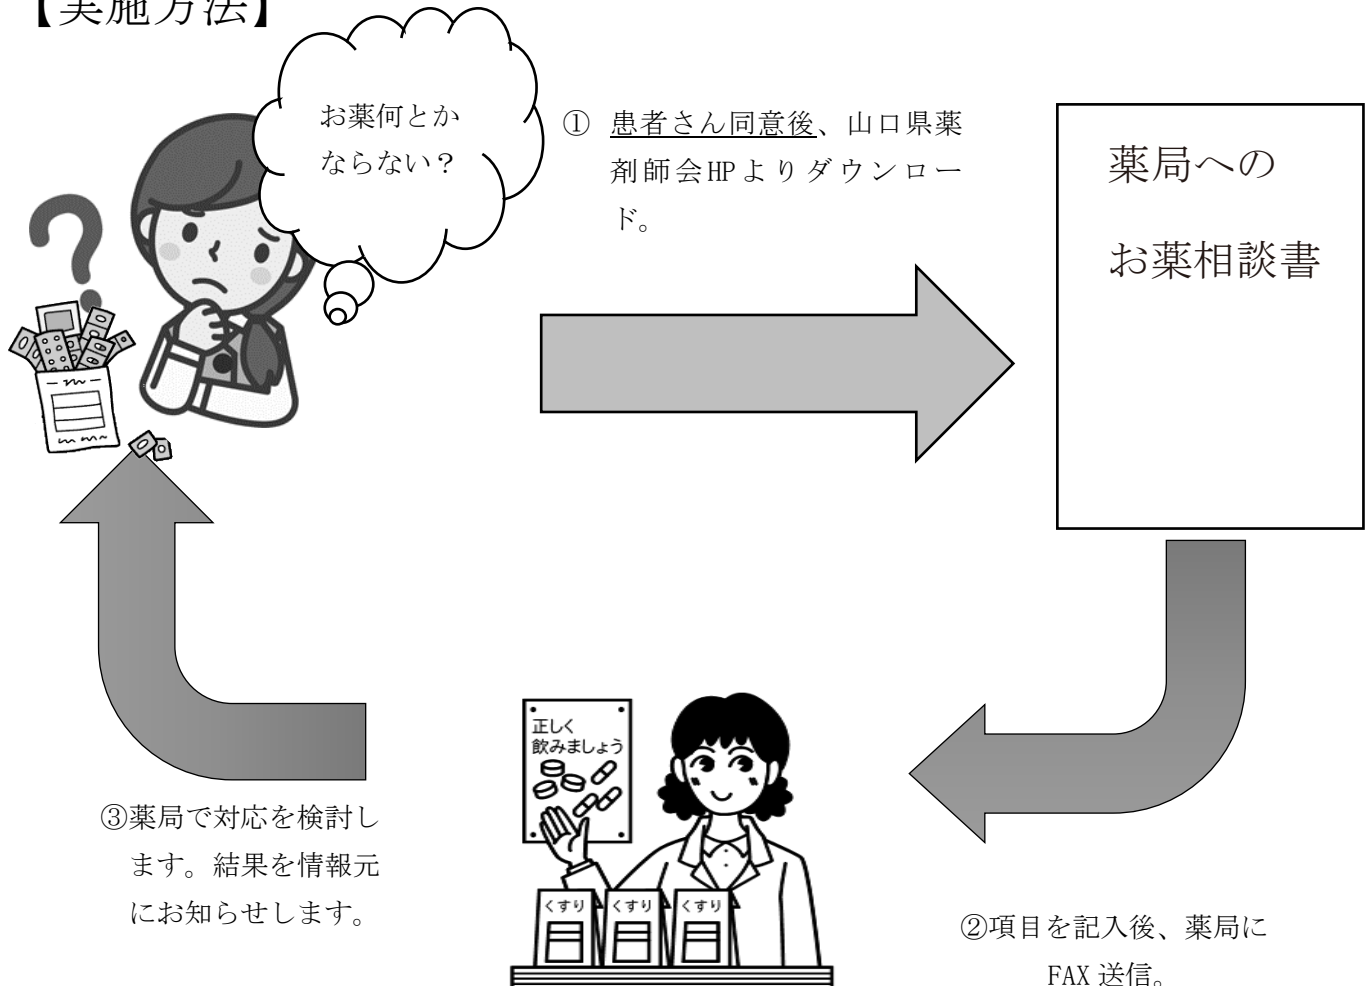 【実施方法】
お薬何とか
ならない？
① 患者さん同意後、山口県薬
剤師会HPよりダウンロー
ド。
薬局への
お薬相談書
正しく
飲みましょう
くすり くすり くすり
③薬局で対応を検討し
ます。結果を情報元
にお知らせします。
②項目を記入後、薬局に
FAX 送信。